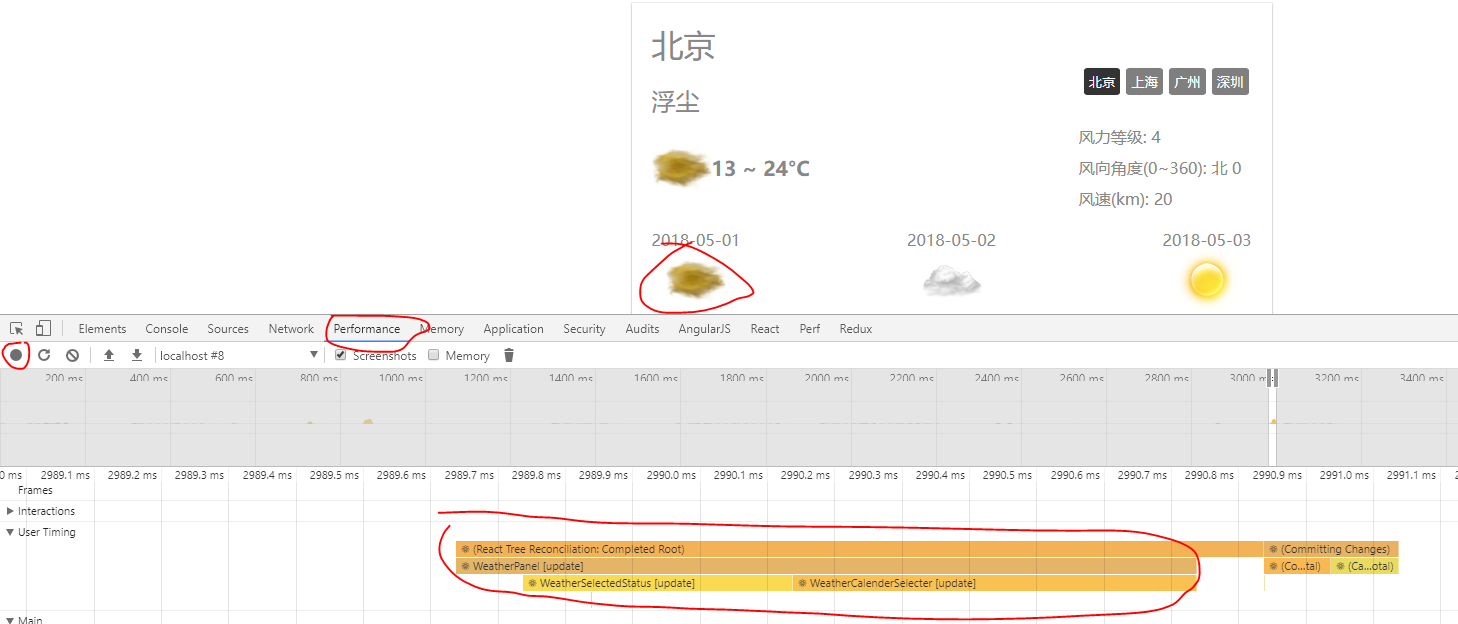 北京
北京 上海 广州 深圳
浮尘
13 ~ 24°C
风力等级: 4
风向角度(0~360): 北 0
风速(km): 20
2018-05-01 2018-05-02 2018-05-03
Elements Console Sources Network Performance Memory Application Security Audits AngularJS React Perf Redux
localhost #8 Screenshots Memory
200 ms 400 ms 600 ms 800 ms 1000 ms 1200 ms 1400 ms 1600 ms 1800 ms 2000 ms 2200 ms 2400 ms 2600 ms 2800 ms 3000 m 3200 ms 3400 ms
0 ms 2989.1 ms 2989.2 ms 2989.3 ms 2989.4 ms 2989.5 ms 2989.6 ms 2989.7 ms 2989.8 ms 2989.9 ms 2990.0 ms 2990.1 ms 2990.2 ms 2990.3 ms 2990.4 ms 2990.5 ms 2990.6 ms 2990.7 ms 2990.8 ms 2990.9 ms 2991.0 ms 2991.1 ms
Frames
Interactions
User Timing
(React Tree Reconciliation: Completed Root) (Committing Changes)
WeatherPanel [update] (Co...tal) (Ca...otal)
WeatherSelectedStatus [update] WeatherCalenderSelecter [update]
Main